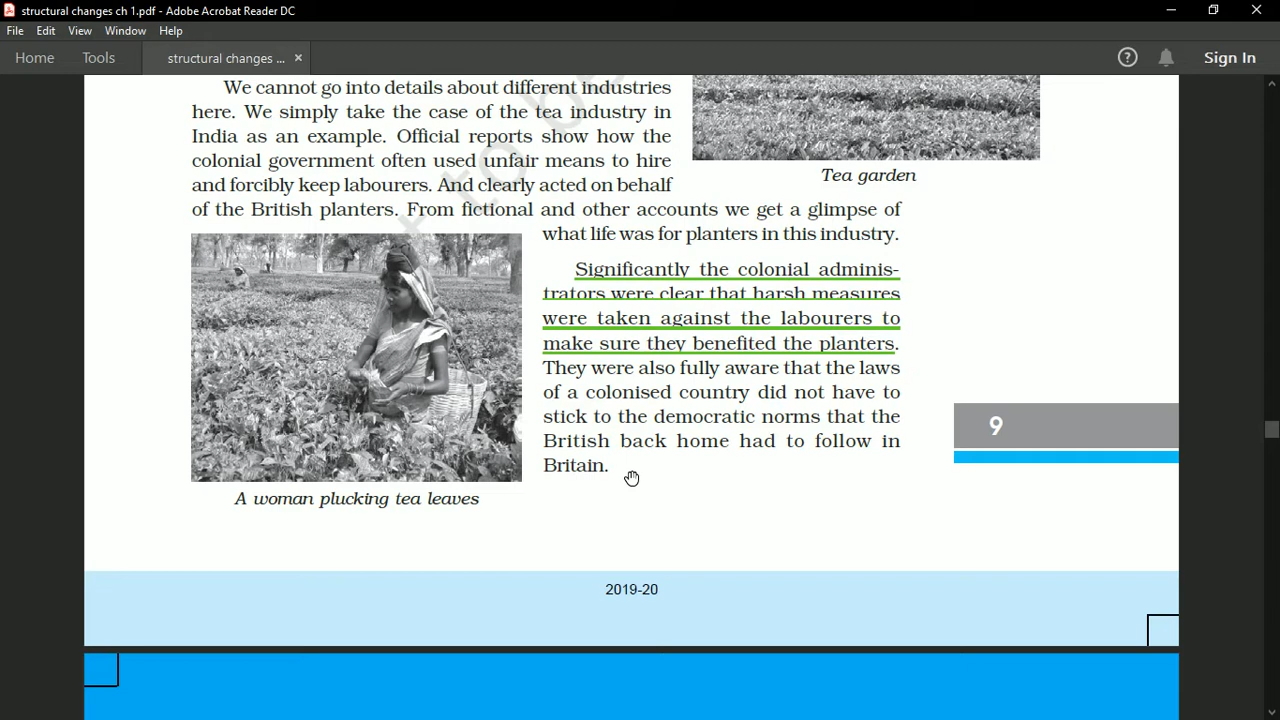 structural changes ch 1.pdf - Adobe Acrobat Reader DC
File Edit View Window Help
Home Tools structural changes ... × Sign In
We cannot go into details about different industries
here. We simply take the case of the tea industry in
India as an example. Official reports show how the
colonial government often used unfair means to hire
and forcibly keep labourers. And clearly acted on behalf
of the British planters. From fictional and other accounts we get a glimpse of
what life was for planters in this industry.
Tea garden
Significantly the colonial adminis-
trators were clear that harsh measures
were taken against the labourers to
make sure they benefited the planters.
They were also fully aware that the laws
of a colonised country did not have to
stick to the democratic norms that the
British back home had to follow in
Britain.
A woman plucking tea leaves
9
2019-20